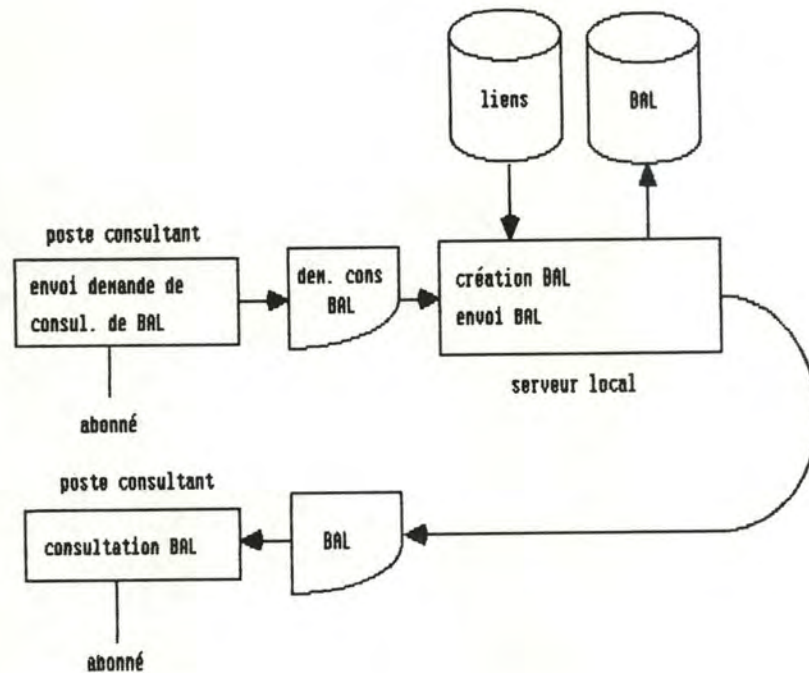 liens
BAL
poste consultant
envoi demande de
consul. de BAL
dem. cons
BAL
création BAL
envoi BAL
serveur local
abonné
poste consultant
consultation BAL
BAL
abonné